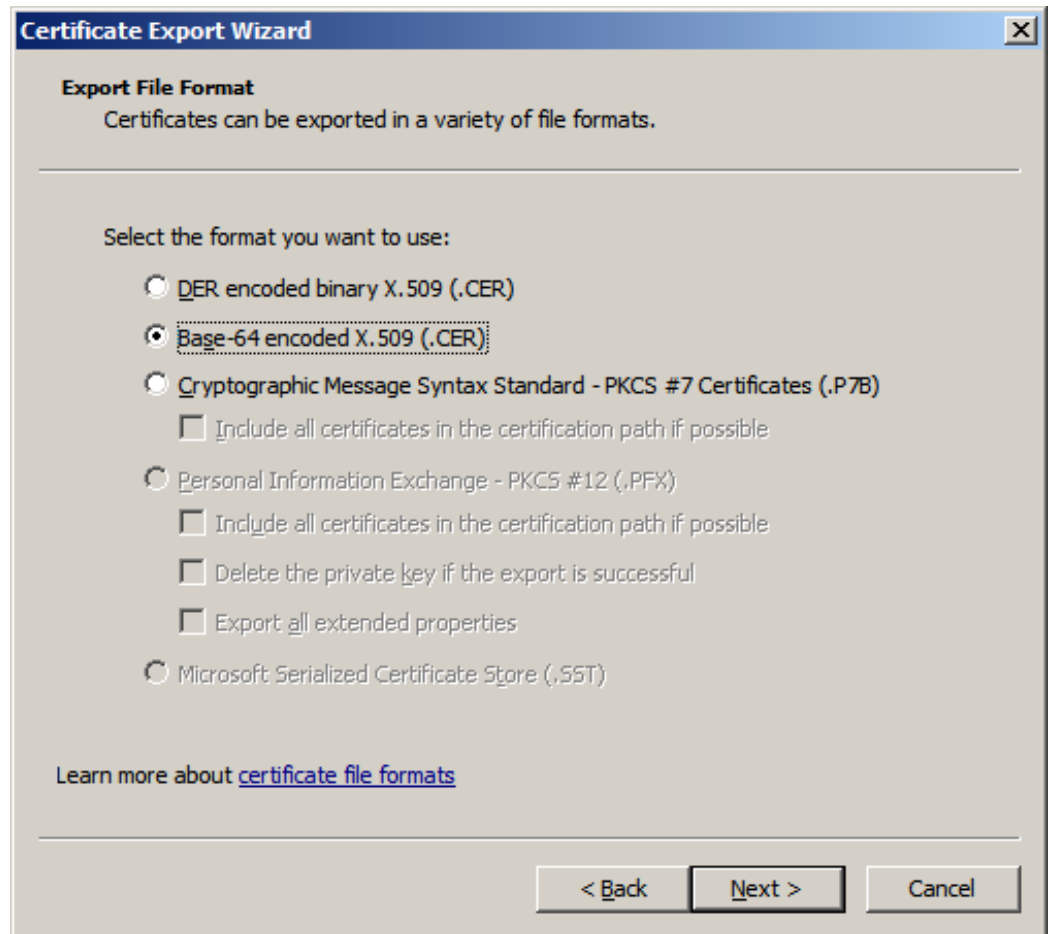 Certificate Export Wizard
Export File Format
Certificates can be exported in a variety of file formats.
Select the format you want to use:
DER encoded binary X.509 (.CER)
Base-64 encoded X.509 (.CER)
Cryptographic Message Syntax Standard - PKCS #7 Certificates (.P7B)
Include all certificates in the certification path if possible
Personal Information Exchange - PKCS #12 (.PFX)
Include all certificates in the certification path if possible
Delete the private key if the export is successful
Export all extended properties
Microsoft Serialized Certificate Store (.SST)
Learn more about certificate file formats
< Back Next > Cancel